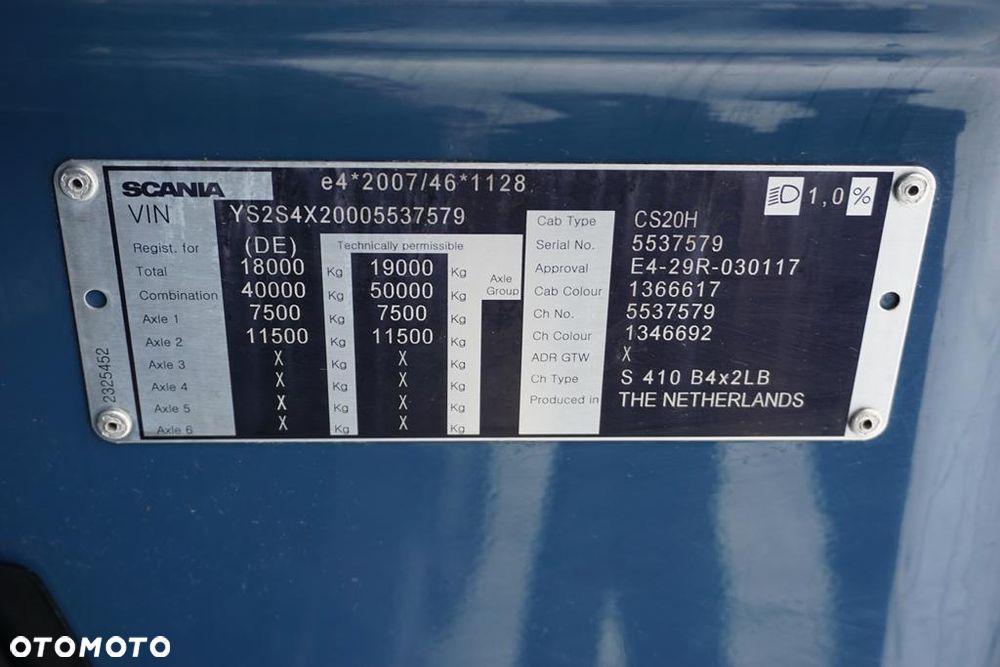 SCANIA e4*2007/46*1128 1,0 %
VIN YS2S4X20005537579
Regist. for (DE) Technically permissible
Total 18000 Kg 19000 Kg Axle Group
Combination 40000 Kg 50000 Kg
Axle 1 7500 Kg 7500 Kg
Axle 2 11500 Kg 11500 Kg
Axle 3 X Kg X Kg
Axle 4 X Kg X Kg
Axle 5 X Kg X Kg
Axle 6 X Kg X Kg
Cab Type CS20H
Serial No. 5537579
Approval E4-29R-030117
Cab Colour 1366617
Ch No. 5537579
Ch Colour 1346692
ADR GTW X
Ch Type S 410 B4x2LB
Produced in THE NETHERLANDS
2325452
OTOMOTO